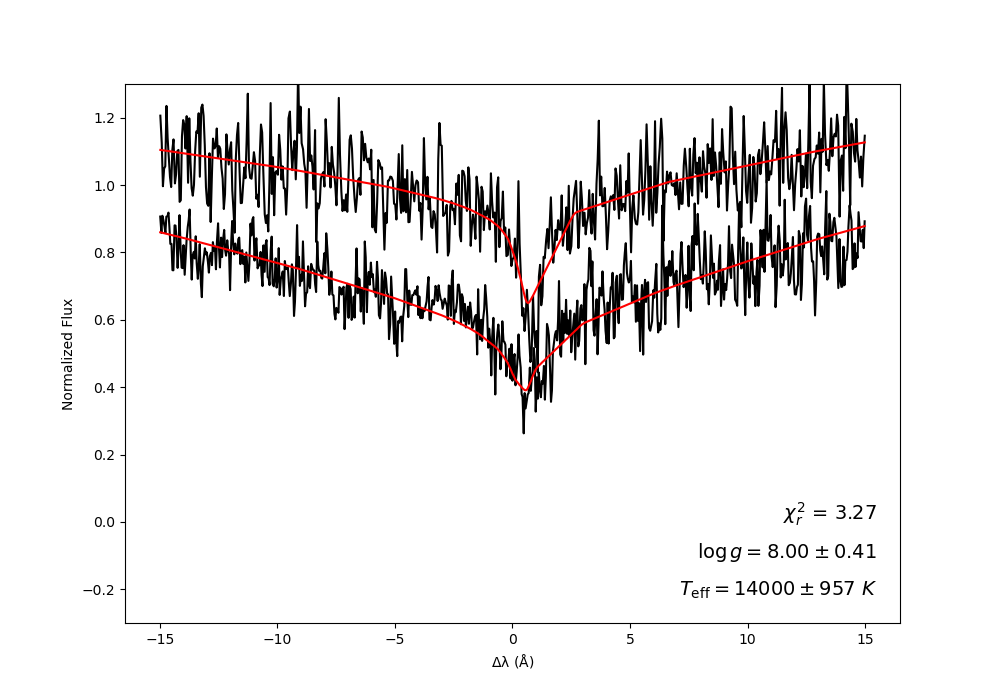 1.2
1.0
0.8
0.6
0.4
0.2
0.0
−0.2
Normalized Flux
χ²ᵣ = 3.27
log g = 8.00 ± 0.41
T_eff = 14000 ± 957 K
−15 −10 −5 0 5 10 15
Δλ (Å)